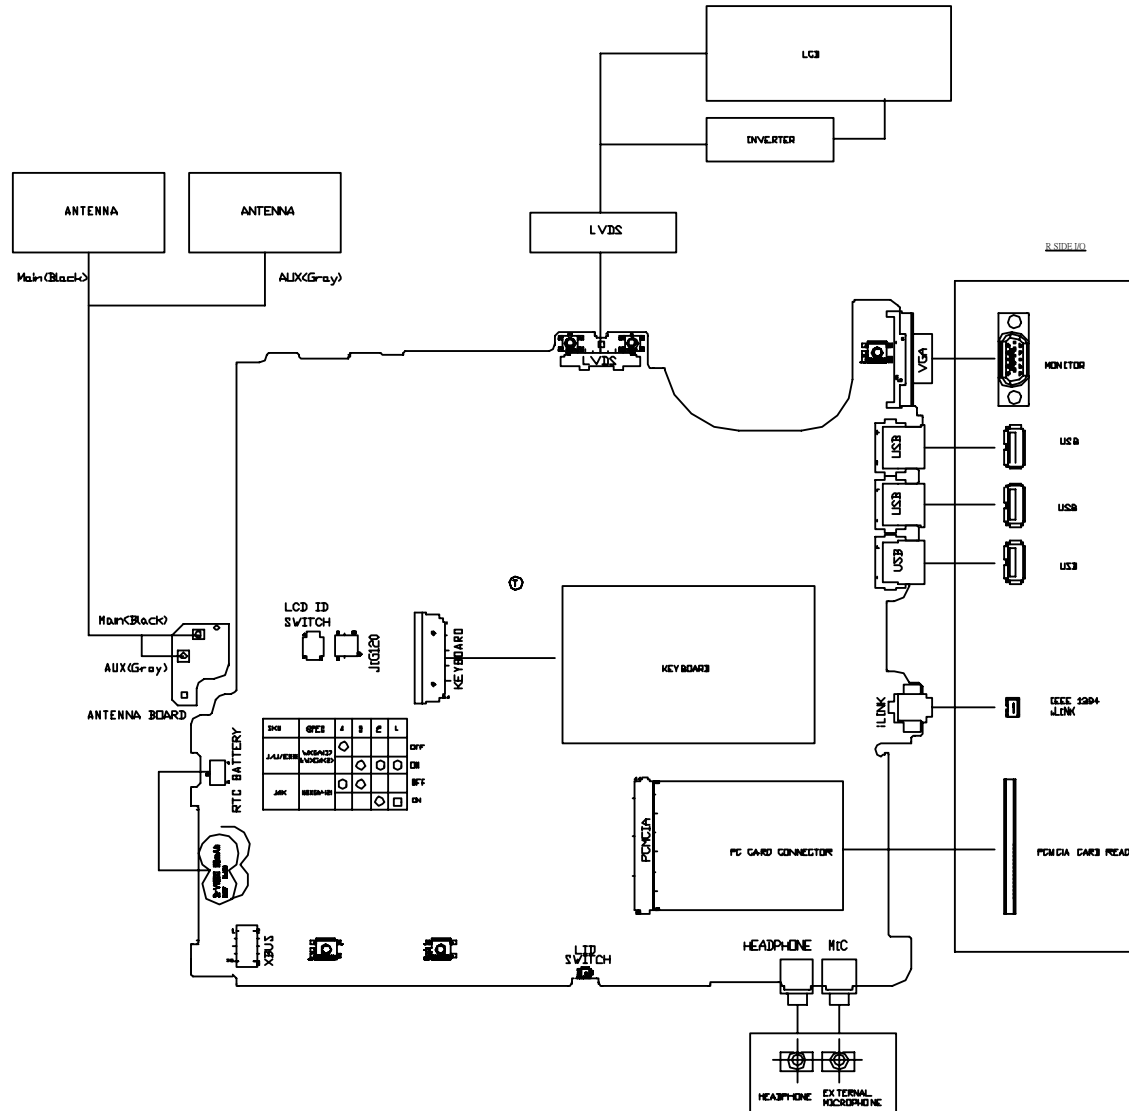 LCD
INVERTER
ANTENNA
ANTENNA
LVDS
R SIDE I/O
Main(Black)
AUX(Gray)
LVDS
VGA
MONITOR
USB
USB
USB
USB
USB
USB
LCD ID
SWITCH
JIG120
KEYBOARD
KEYBOARD
Main(Black)
AUX(Gray)
ANTENNA BOARD
iLINK
IEEE 1394
iLINK
RTC BATTERY
SKU
A
B
C
L
OFF
ON
OFF
ON
PCMCIA
PC CARD CONNECTOR
PCMCIA CARD READ
XBUS
LID
SWITCH
HEADPHONE
MIC
HEADPHONE
EXTERNAL
MICROPHONE